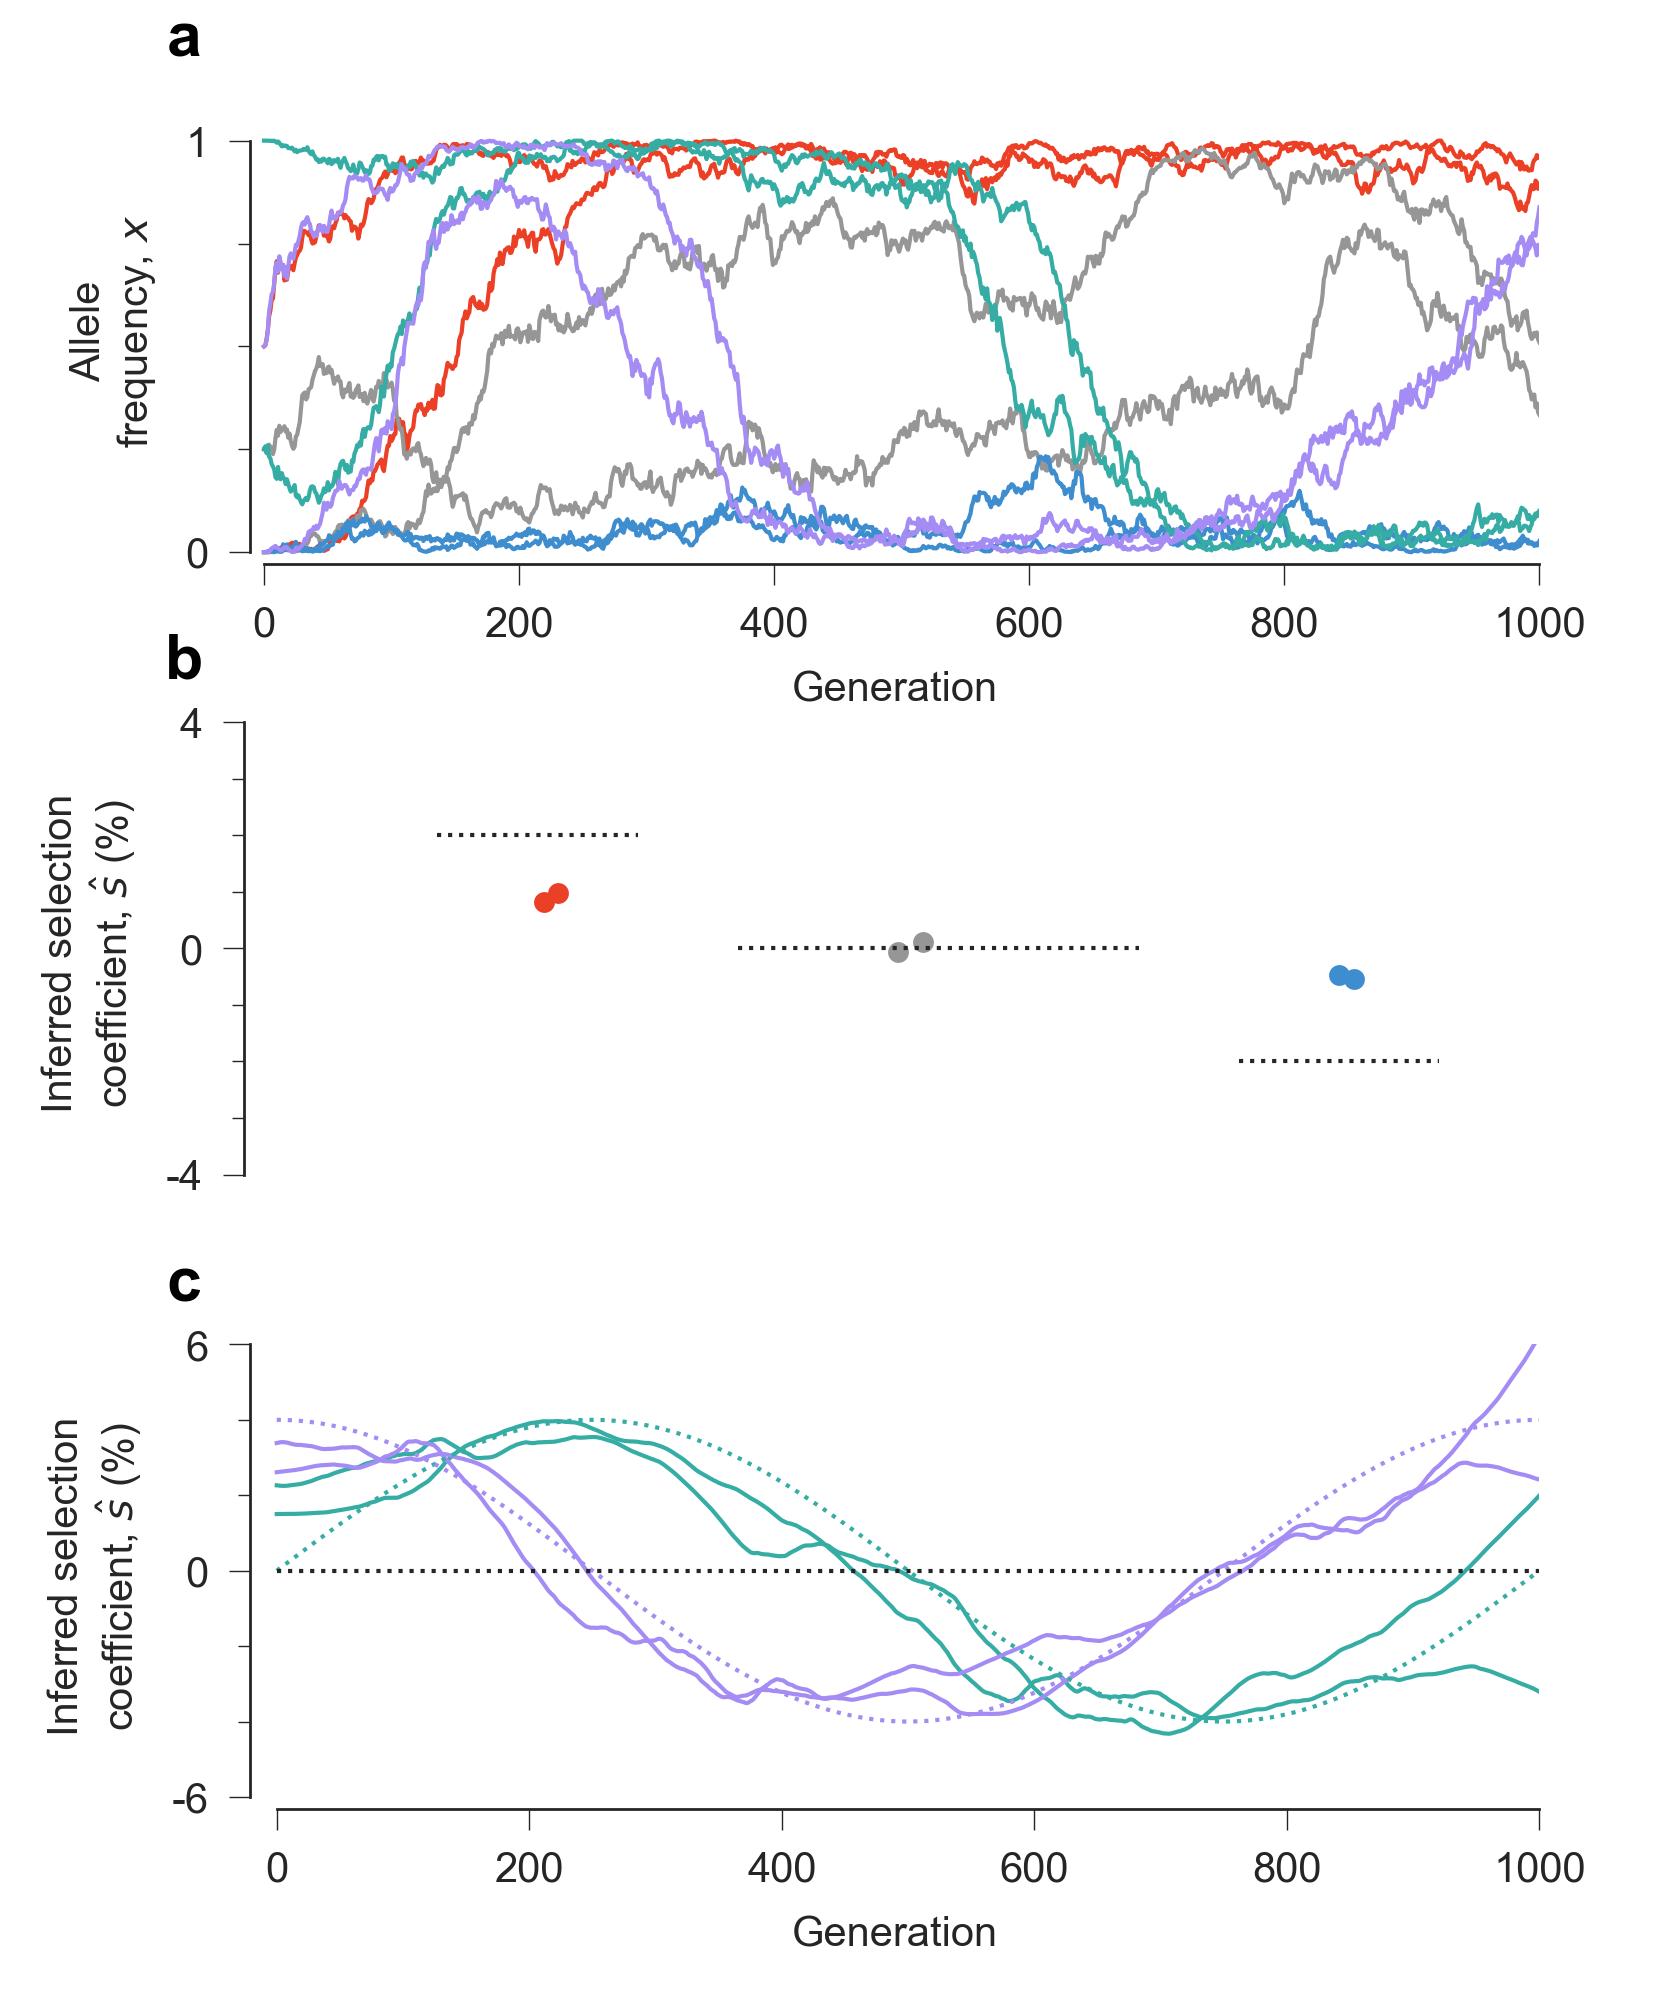 a
Allele
frequency, x
1
0
0 200 400 600 800 1000
Generation
b
Inferred selection
coefficient, ŝ (%)
4
0
-4
c
Inferred selection
coefficient, ŝ (%)
6
0
-6
0 200 400 600 800 1000
Generation